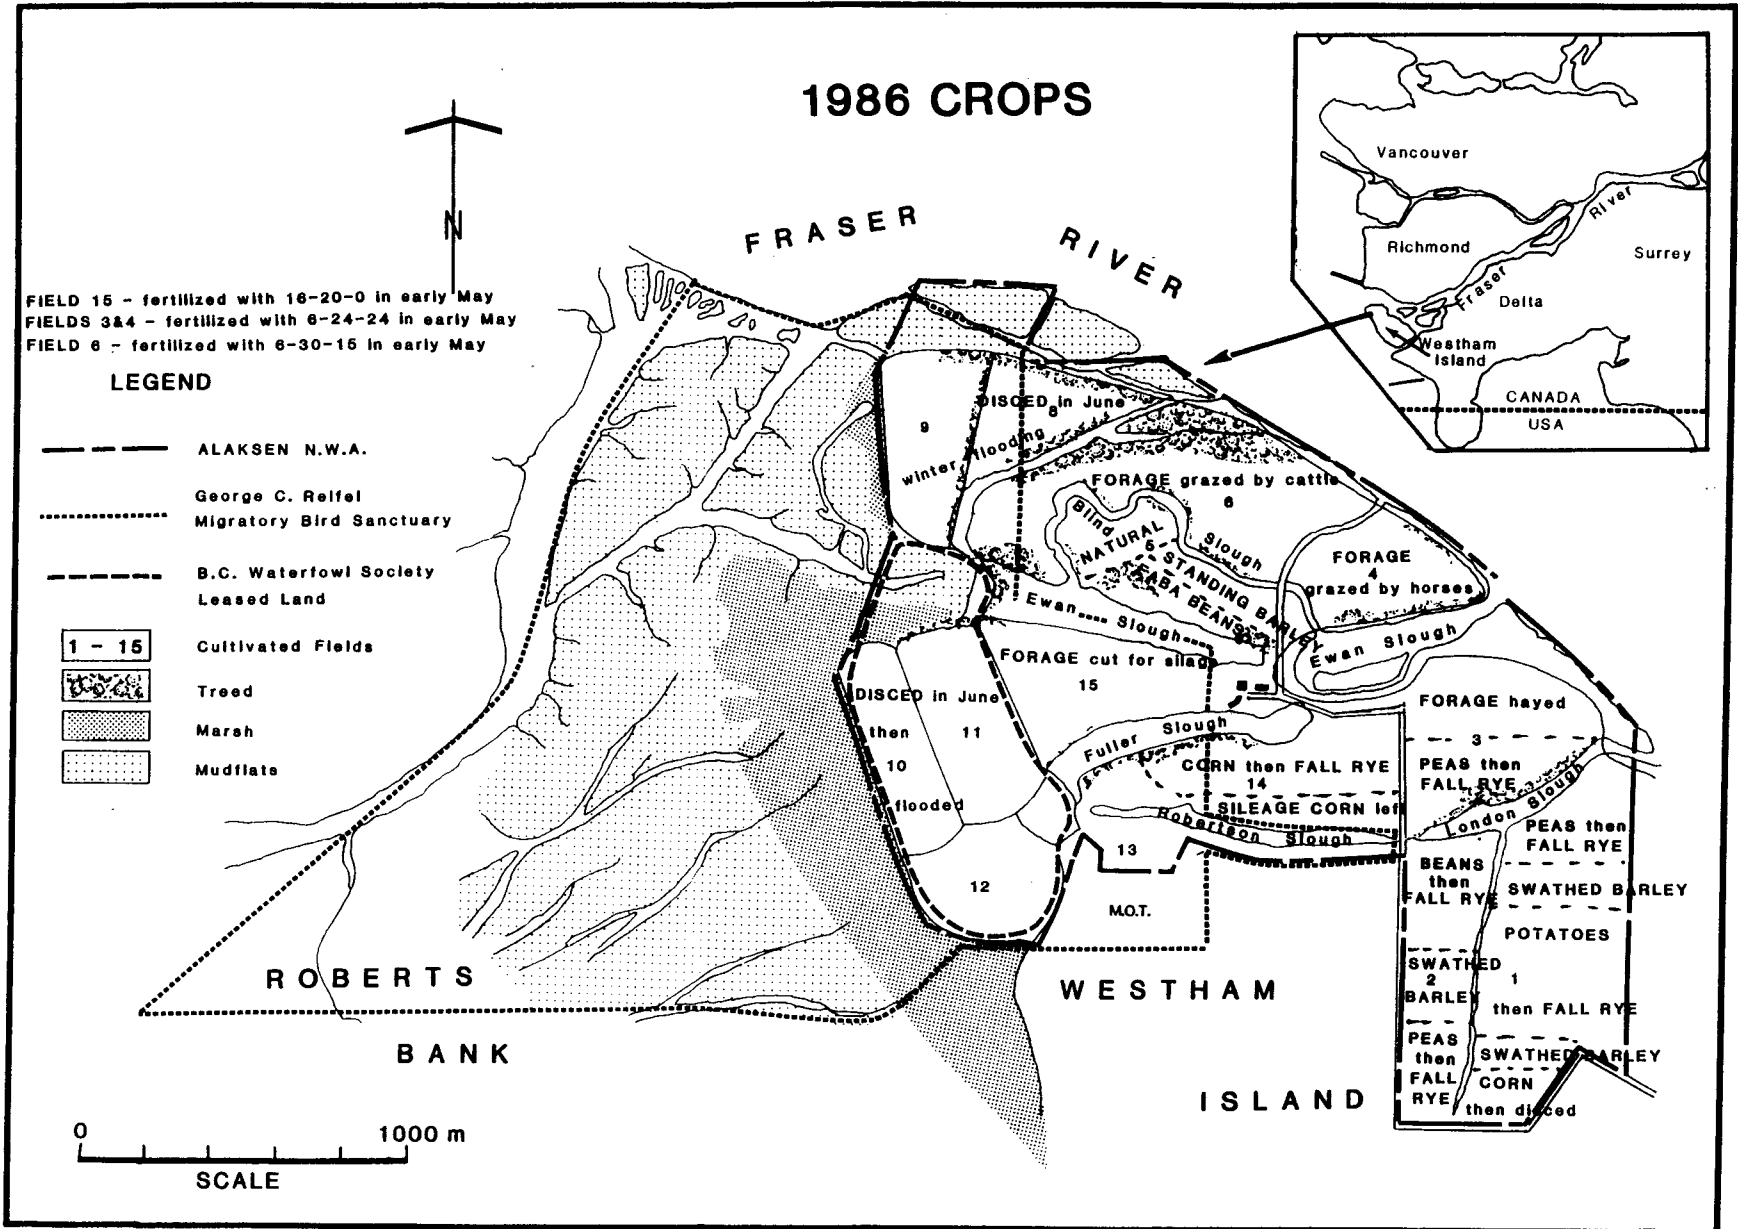 1986 CROPS
Vancouver
Richmond
River
Surrey
Fraser
Delta
Westham
Island
CANADA
USA
FRASER
RIVER
N
FIELD 15 - fertilized with 16-20-0 in early May
FIELDS 3&4 - fertilized with 6-24-24 in early May
FIELD 6 - fertilized with 6-30-15 in early May
LEGEND
ALAKSEN N.W.A.
George C. Reifel
Migratory Bird Sanctuary
B.C. Waterfowl Society
Leased Land
1 - 15 Cultivated Fields
Treed
Marsh
Mudflats
9
DISCED in June
8
winter flooding
FORAGE grazed by cattle
6
Blind
Slough
NATURAL
5
STANDING BARLEY
FABA BEANS
FORAGE
4
grazed by horses
Ewan Slough
Ewan Slough
FORAGE cut for silag
15
DISCED in June
then
11
10
flooded
12
Fuller Slough
CORN then FALL RYE
14
SILEAGE CORN lef
Robertson Slough
13
M.O.T.
FORAGE hayed
3
PEAS then
FALL RYE
London Slough
PEAS then
FALL RYE
BEANS
then
FALL RYE
SWATHED BARLEY
POTATOES
1
then FALL RYE
SWATHED
2
BARLEY
PEAS
then
FALL
RYE
SWATHED BARLEY
CORN
then disced
ROBERTS
BANK
WESTHAM
ISLAND
0 1000 m
SCALE